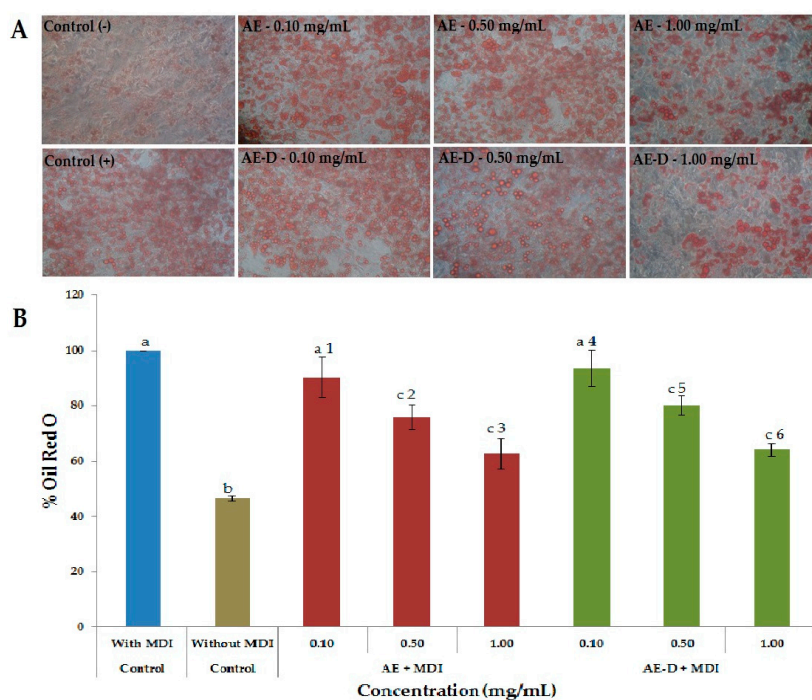 A
Control (-)
AE - 0.10 mg/mL
AE - 0.50 mg/mL
AE - 1.00 mg/mL
Control (+)
AE-D - 0.10 mg/mL
AE-D - 0.50 mg/mL
AE-D - 1.00 mg/mL
B
% Oil Red O
120
100
80
60
40
20
0
a
b
a 1
c 2
c 3
a 4
c 5
c 6
With MDI
Without MDI
0.10
0.50
1.00
0.10
0.50
1.00
Control
Control
AE + MDI
AE-D + MDI
Concentration (mg/mL)